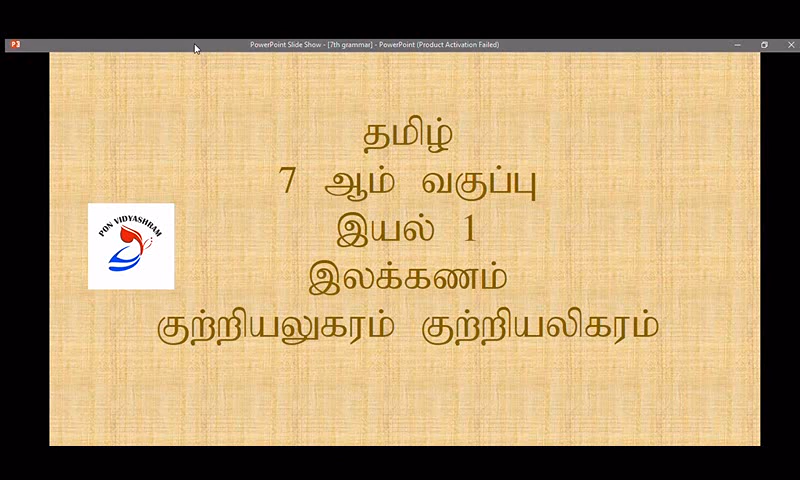 PowerPoint Slide Show - [7th grammar] - PowerPoint (Product Activation Failed)
தமிழ்
7 ஆம் வகுப்பு
இயல் 1
இலக்கணம்
குற்றியலுகரம் குற்றியலிகரம்
PON VIDYASHRAM